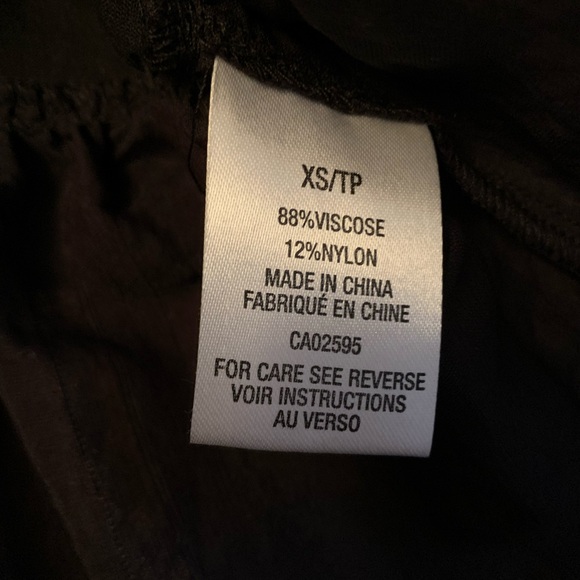 XS/TP
88%VISCOSE
12%NYLON
MADE IN CHINA
FABRIQUÉ EN CHINE
CA02595
FOR CARE SEE REVERSE
VOIR INSTRUCTIONS
AU VERSO